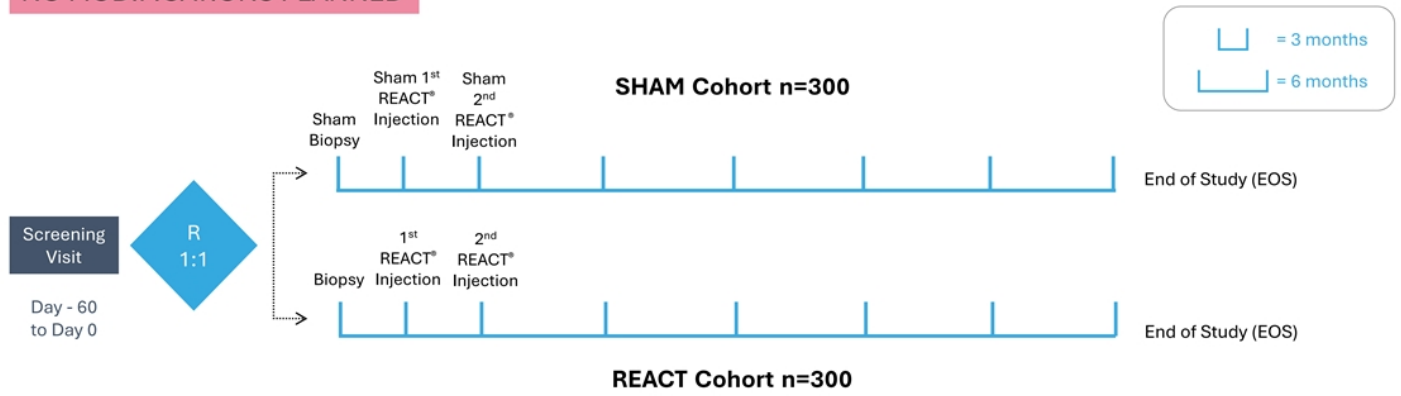 = 3 months
= 6 months
SHAM Cohort n=300
Sham
Biopsy
Sham 1st
REACT®
Injection
Sham
2nd
REACT®
Injection
End of Study (EOS)
Screening
Visit
Day - 60
to Day 0
R
1:1
Biopsy
1st
REACT®
Injection
2nd
REACT®
Injection
End of Study (EOS)
REACT Cohort n=300